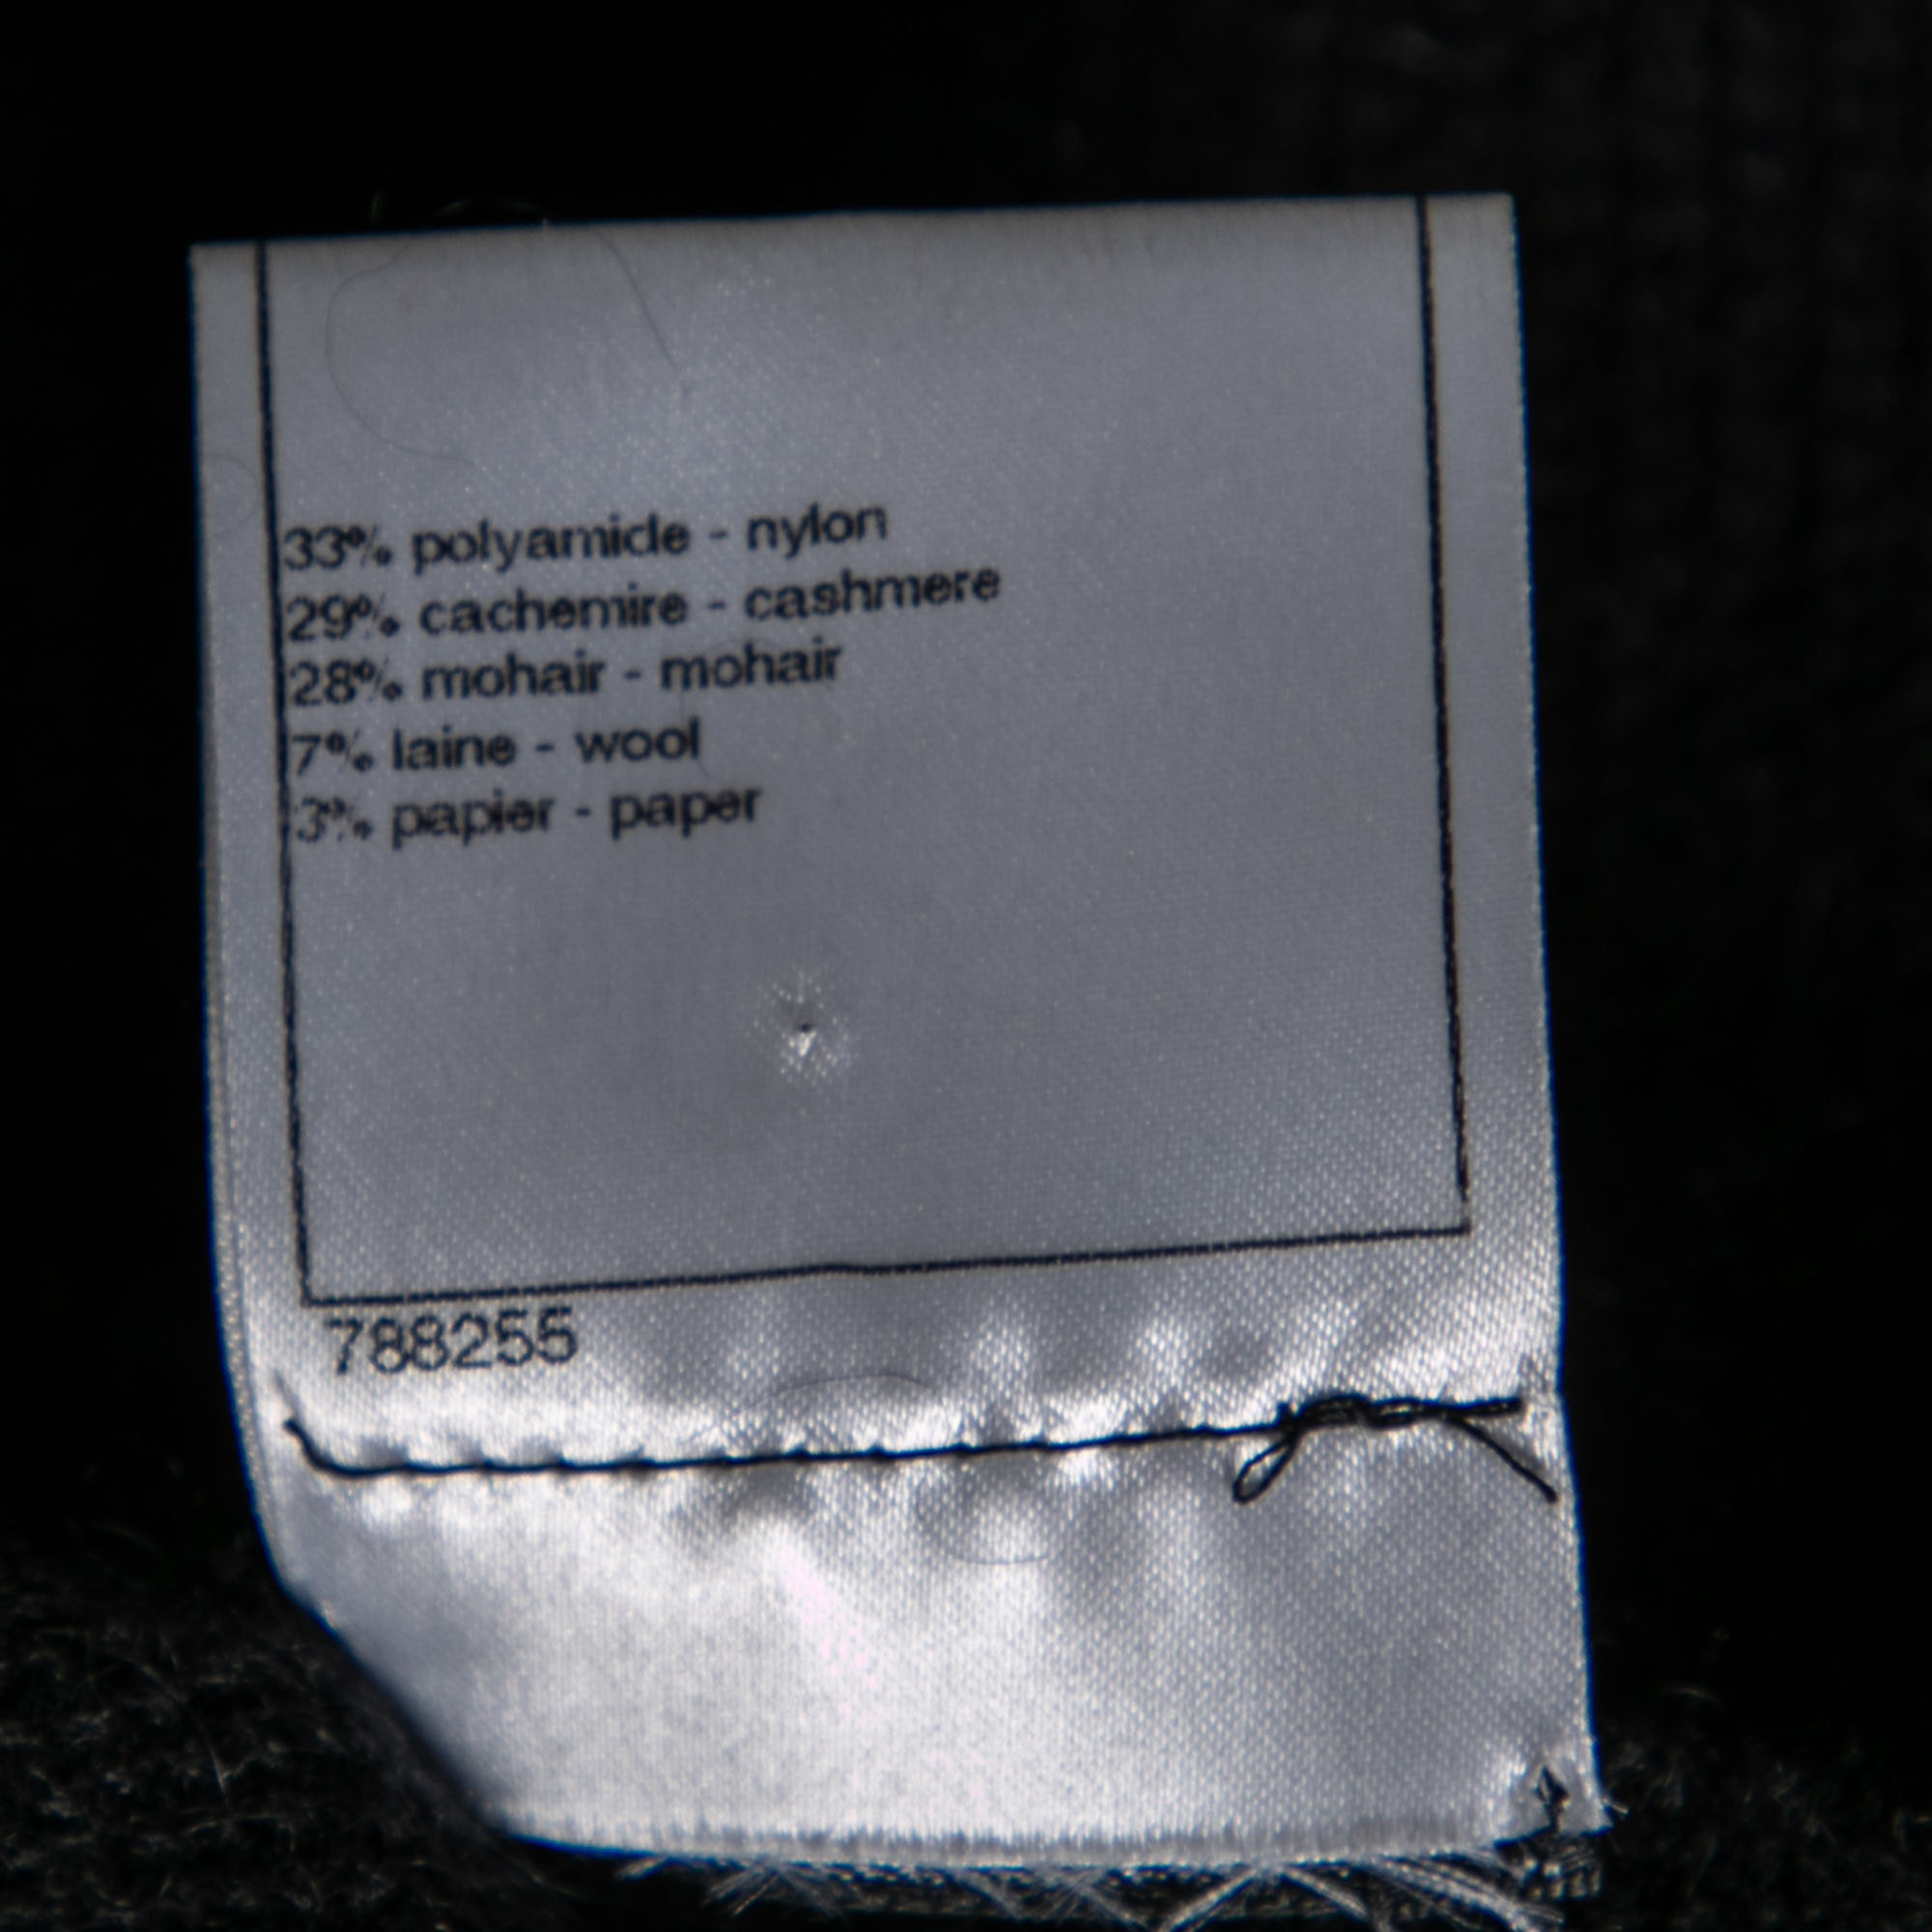 33% polyamide - nylon
29% cachemire - cashmere
28% mohair - mohair
7% laine - wool
3% papier - paper
788255